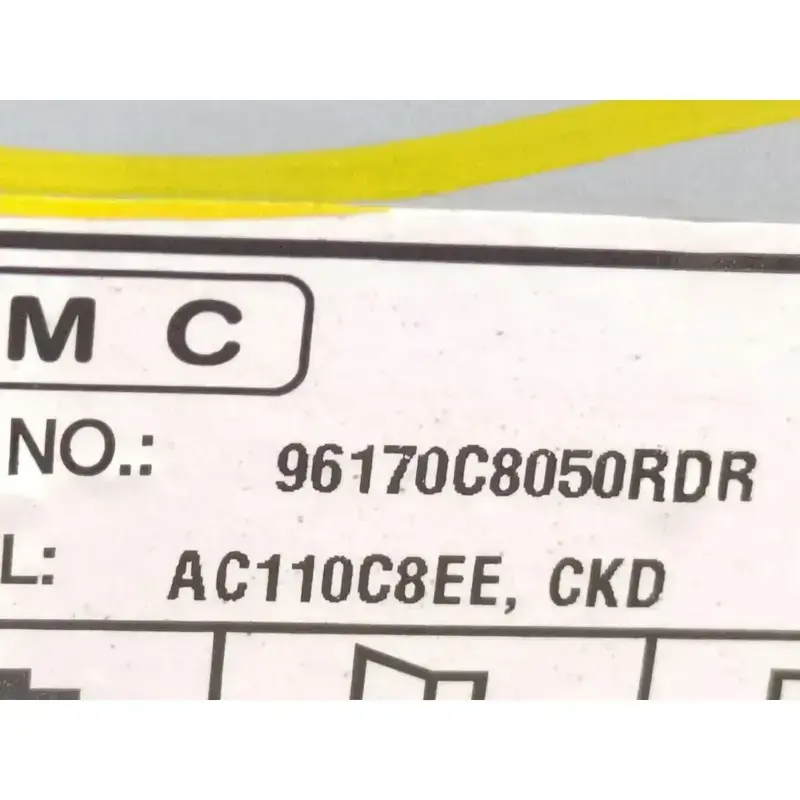 M C
NO.: 96170C8050RDR
L: AC110C8EE, CKD